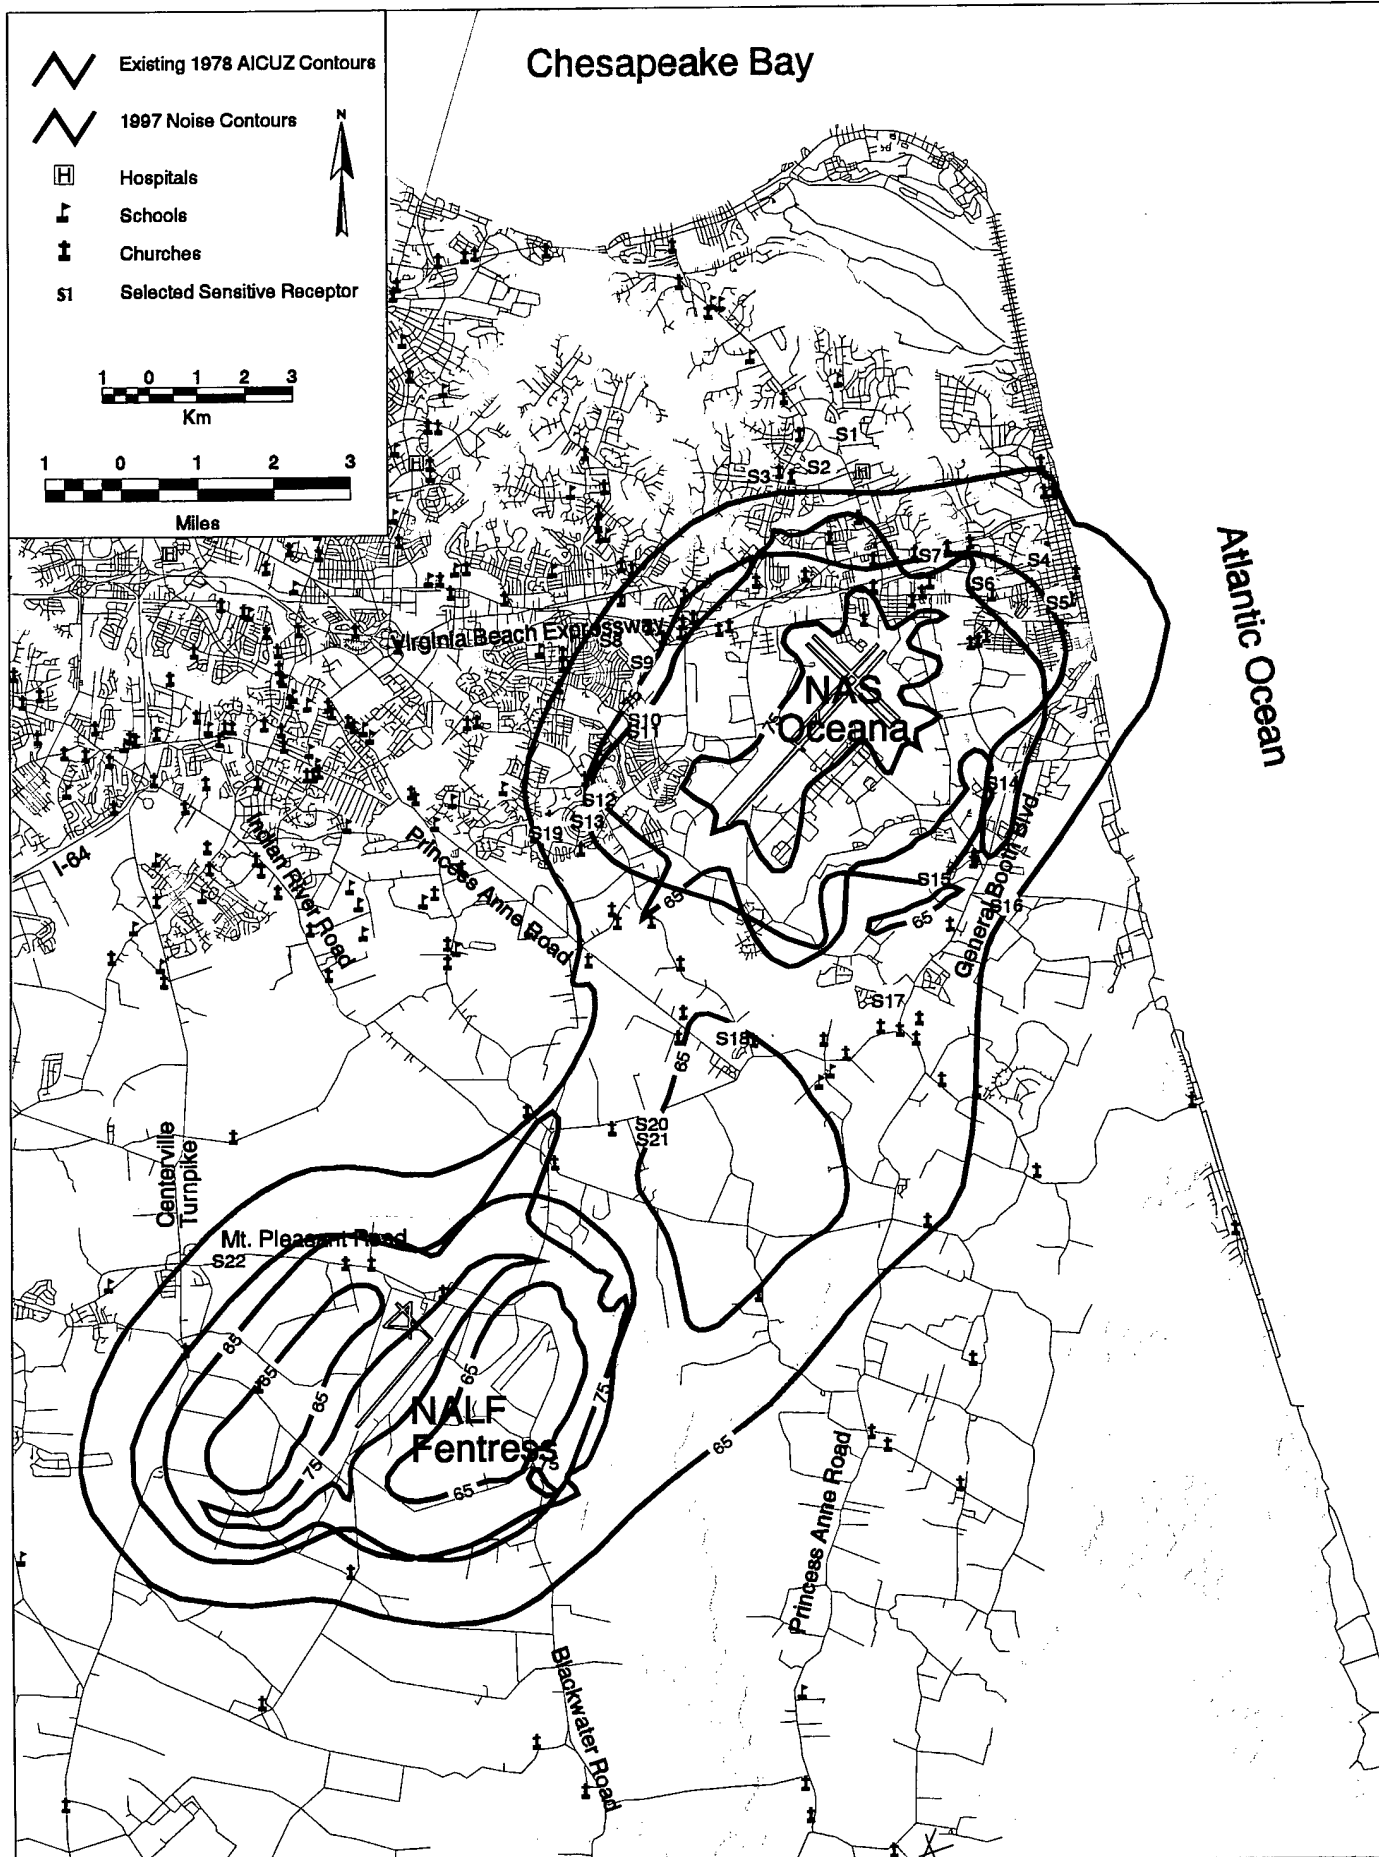 Existing 1978 AICUZ Contours
1997 Noise Contours
N
H Hospitals
Schools
Churches
S1 Selected Sensitive Receptor
1 0 1 2 3
Km
1 0 1 2 3
Miles
Chesapeake Bay
Atlantic Ocean
S1
S2
S3
H
H
H
S7
S4
S6
S5
Virginia Beach Expressway
S8
S9
S10
S11
75
NAS
Oceana
S12
S13
S19
S14
S15
S16
65
65
General Booth Blvd
I-64
Indian River Road
Princess Anne Road
S17
S18
65
S20
S21
Centerville
Turnpike
Mt. Pleasant Road
S22
65
65
65
75
65
65
75
75
NALF
Fentress
65
Princess Anne Road
Blackwater Road